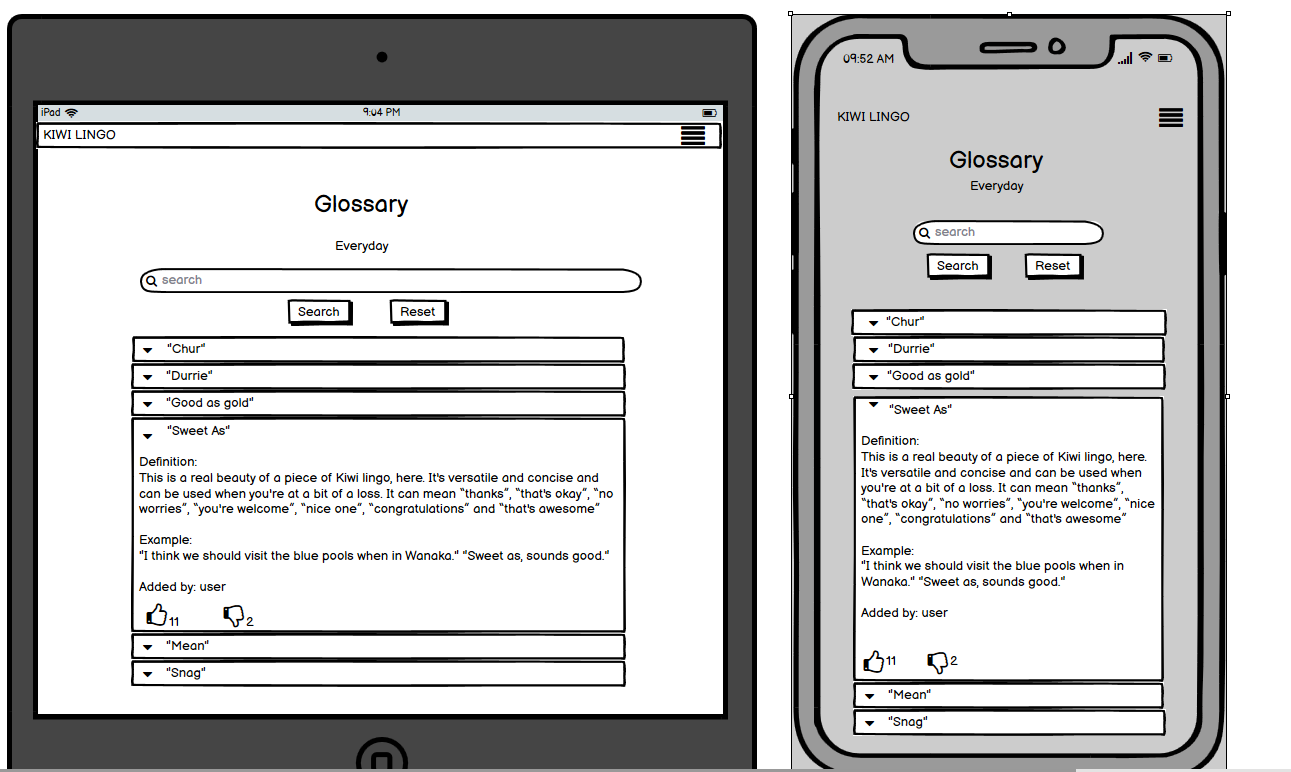 iPad 9:04 PM
KIWI LINGO
Glossary
Everyday
search
Search Reset
"Chur"
"Durrie"
"Good as gold"
"Sweet As"
Definition:
This is a real beauty of a piece of Kiwi lingo, here. It's versatile and concise and
can be used when you're at a bit of a loss. It can mean “thanks”, “that's okay”, “no
worries”, “you're welcome”, “nice one”, “congratulations” and “that's awesome”
Example:
"I think we should visit the blue pools when in Wanaka." "Sweet as, sounds good."
Added by: user
11 2
"Mean"
"Snag"
09:52 AM
KIWI LINGO
Glossary
Everyday
search
Search Reset
"Chur"
"Durrie"
"Good as gold"
"Sweet As"
Definition:
This is a real beauty of a piece of Kiwi lingo, here.
It's versatile and concise and can be used when
you're at a bit of a loss. It can mean “thanks”,
“that's okay”, “no worries”, “you're welcome”, “nice
one”, “congratulations” and “that's awesome”
Example:
"I think we should visit the blue pools when in
Wanaka." "Sweet as, sounds good."
Added by: user
11 2
"Mean"
"Snag"